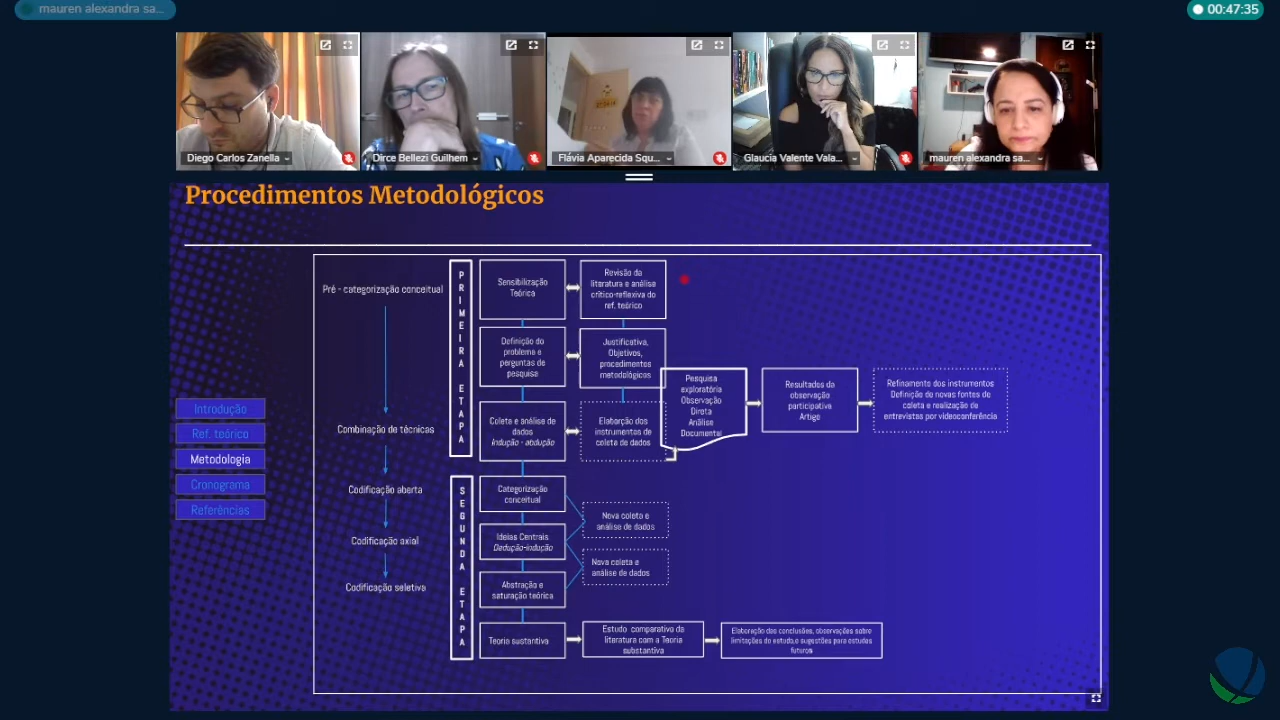 mauren alexandra sa...
00:47:35
Diego Carlos Zanella
Dirce Bellezi Guilhem
Flávia Aparecida Squ...
Glaucia Valente Vala...
mauren alexandra sa...
Procedimentos Metodológicos
Introdução
Ref. teórico
Metodologia
Cronograma
Referências
Pré - categorização conceitual
Combinação de técnicas
Codificação aberta
Codificação axial
Codificação seletiva
PRIMEIRA ETAPA
Sensibilização
Teórica
Revisão da
literatura e análise
crítico-reflexiva do
ref. teórico
Definição do
problema e
perguntas de
pesquisa
Justificativa,
Objetivos,
procedimentos
metodológicos
Coleta e análise de
dados
Indução - abdução
Elaborção dos
instrumentos de
coleta de dados
Pesquisa
exploratória
Observação
Direta
Análise
Documental
Resultados da
observação
participativa
Artigo
Refinamento dos instrumentos
Definição de novas fontes de
coleta e realização de
entrevistas por videconferência
SEGUNDA ETAPA
Categorização
conceitual
Ideias Centrais
Dedução-indução
Abstração e
saturação teórica
Teoria sustantiva
Nova coleta e
análise de dados
Nova coleta e
análise de dados
Estudo comparativo da
literatura com a Teoria
substantiva
Elaboração das conclusões, observações sobre
limitações do estudo,e sugestões para estudos
futuros